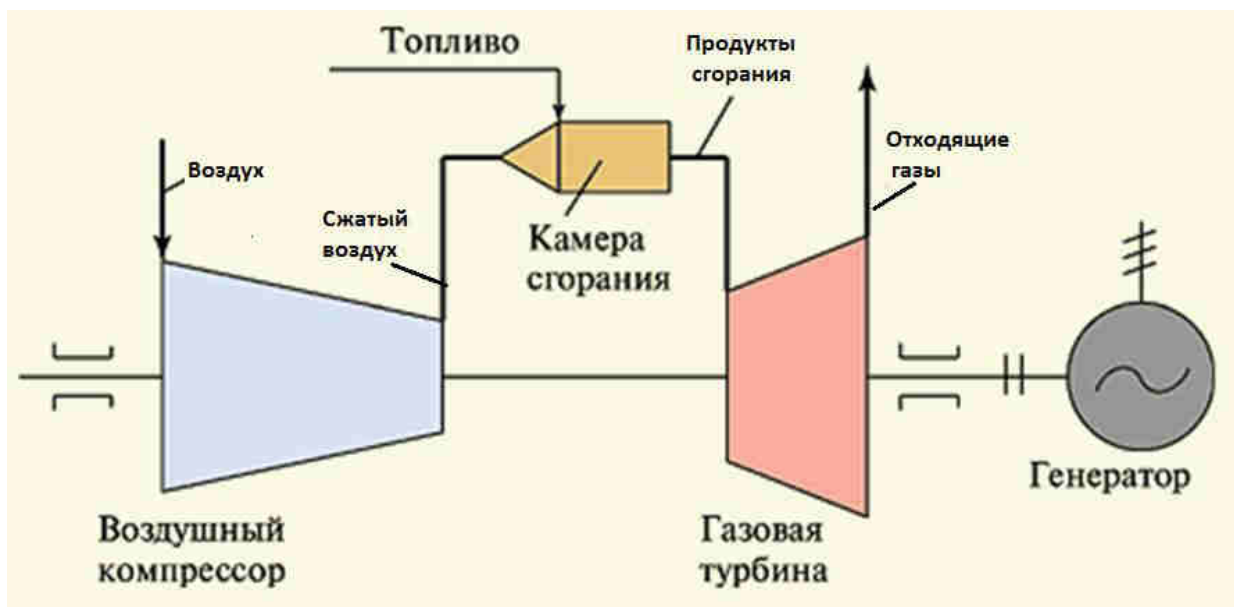 Топливо
Продукты
сгорания
Воздух
Отходящие
газы
Сжатый
воздух
Камера
сгорания
Генератор
Воздушный
компрессор
Газовая
турбина